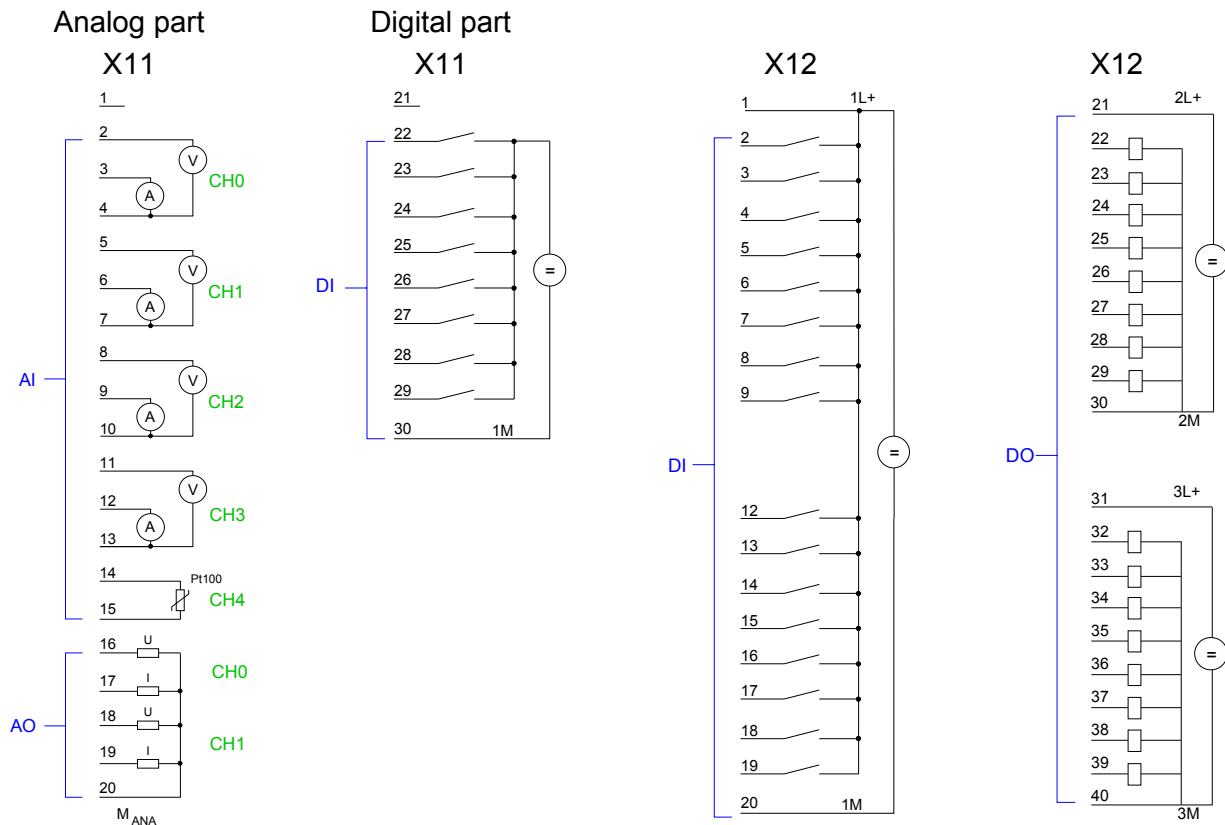 Analog part
X11
1
2
V
3
CH0
A
4
5
V
6
CH1
A
7
8
V
AI
9
CH2
A
10
11
V
12
CH3
A
13
14
Pt100
CH4
15
16
U
CH0
17
I
AO
18
U
CH1
19
I
20
M ANA
Digital part
X11
21
22
23
24
25
=
DI
26
27
28
29
30
1M
X12
1
1L+
2
3
4
5
6
7
8
9
=
DI
12
13
14
15
16
17
18
19
20
1M
X12
21
2L+
22
23
24
25
=
26
27
28
29
30
2M
DO
31
3L+
32
33
34
35
=
36
37
38
39
40
3M